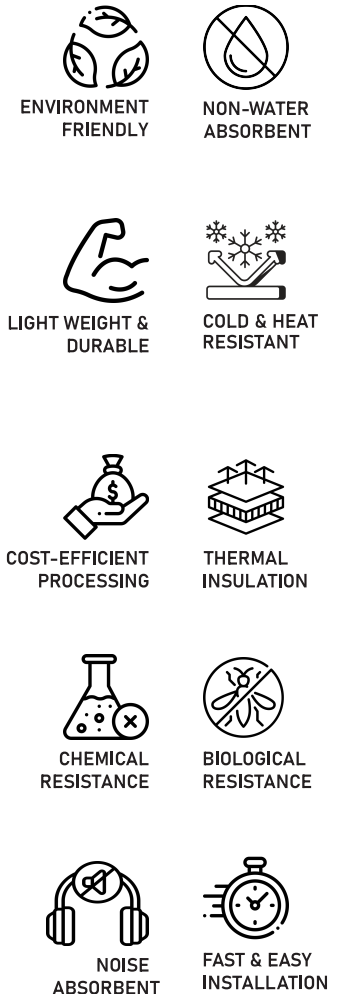 ENVIRONMENT
FRIENDLY
NON-WATER
ABSORBENT
LIGHT WEIGHT &
DURABLE
COLD & HEAT
RESISTANT
$
COST-EFFICIENT
PROCESSING
THERMAL
INSULATION
CHEMICAL
RESISTANCE
BIOLOGICAL
RESISTANCE
NOISE
ABSORBENT
FAST & EASY
INSTALLATION